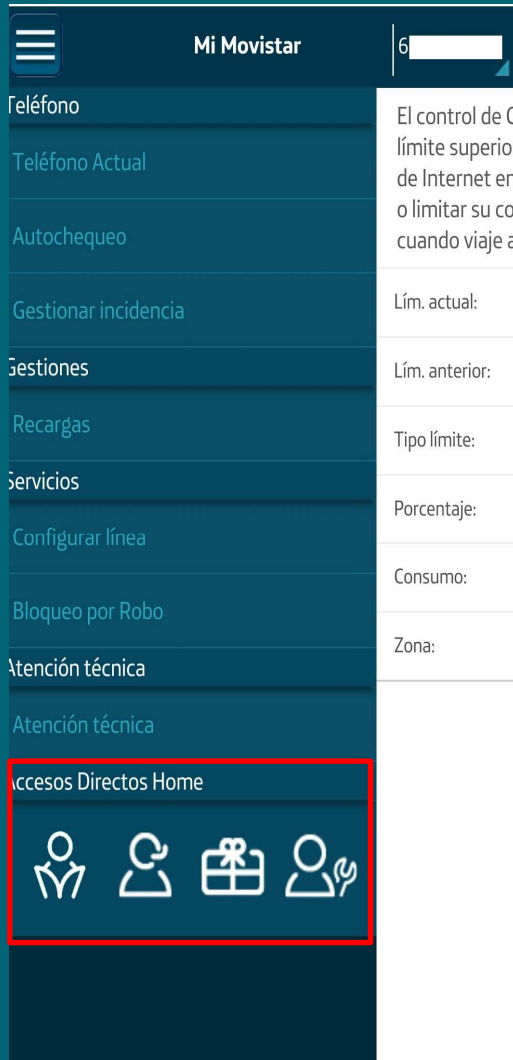 Mi Movistar
6
Teléfono
Teléfono Actual
Autochequeo
Gestionar incidencia
Gestiones
Recargas
Servicios
Configurar línea
Bloqueo por Robo
Atención técnica
Atención técnica
Accesos Directos Home
El control de
límite superio
de Internet en
o limitar su co
cuando viaje a
Lím. actual:
Lím. anterior:
Tipo límite:
Porcentaje:
Consumo:
Zona: